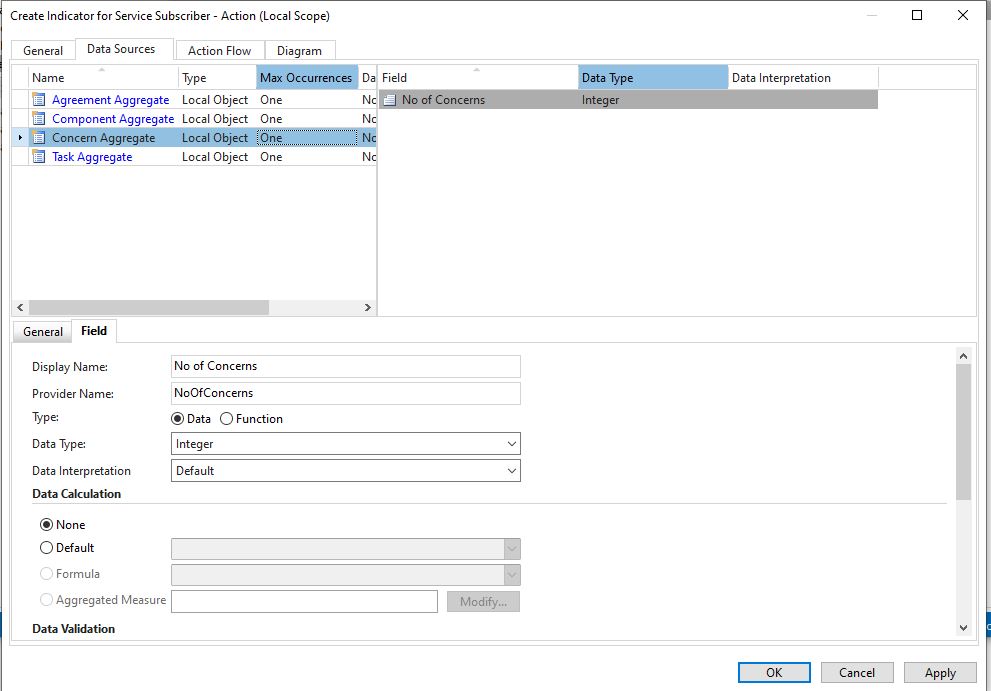 Create Indicator for Service Subscriber - Action (Local Scope)
General Data Sources Action Flow Diagram
Name Type Max Occurrences Da Field Data Type Data Interpretation
Agreement Aggregate Local Object One No No of Concerns Integer
Component Aggregate Local Object One No
Concern Aggregate Local Object One No
Task Aggregate Local Object One No
General Field
Display Name: No of Concerns
Provider Name: NoOfConcerns
Type: Data Function
Data Type: Integer
Data Interpretation Default
Data Calculation
None
Default
Formula
Aggregated Measure Modify...
Data Validation
OK Cancel Apply